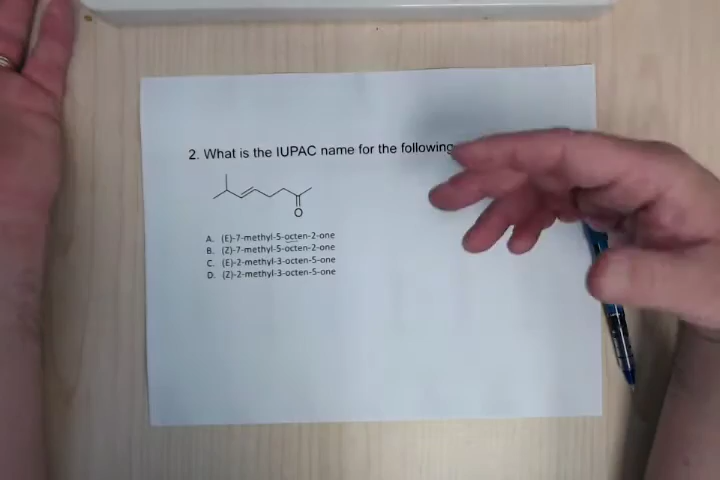 2. What is the IUPAC name for the following
O
A. (E)-7-methyl-5-octen-2-one
B. (Z)-7-methyl-5-octen-2-one
C. (E)-2-methyl-3-octen-5-one
D. (Z)-2-methyl-3-octen-5-one